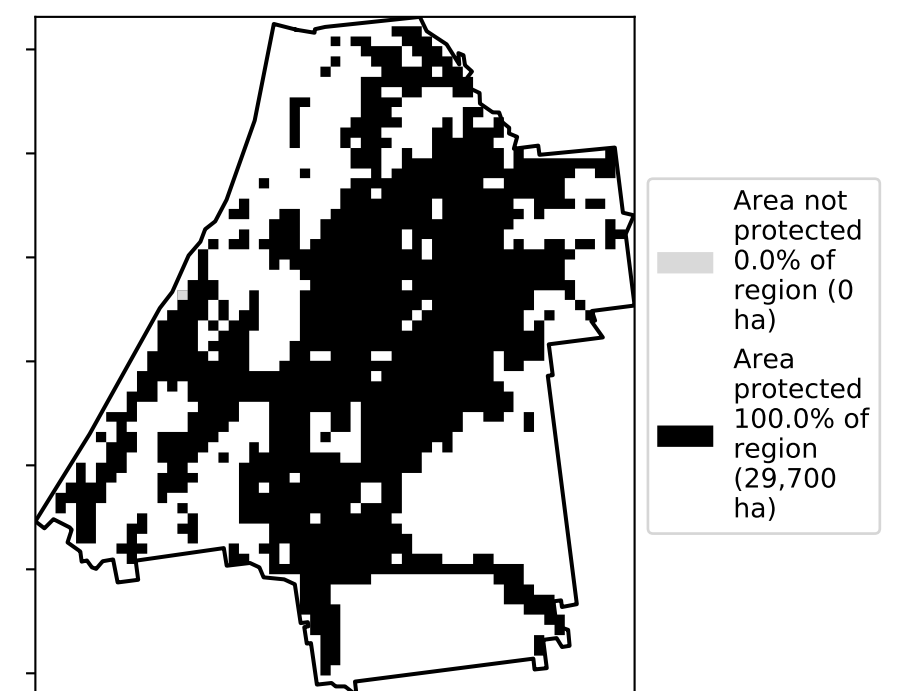 Area not
protected
0.0% of
region (0
ha)
Area
protected
100.0% of
region
(29,700
ha)